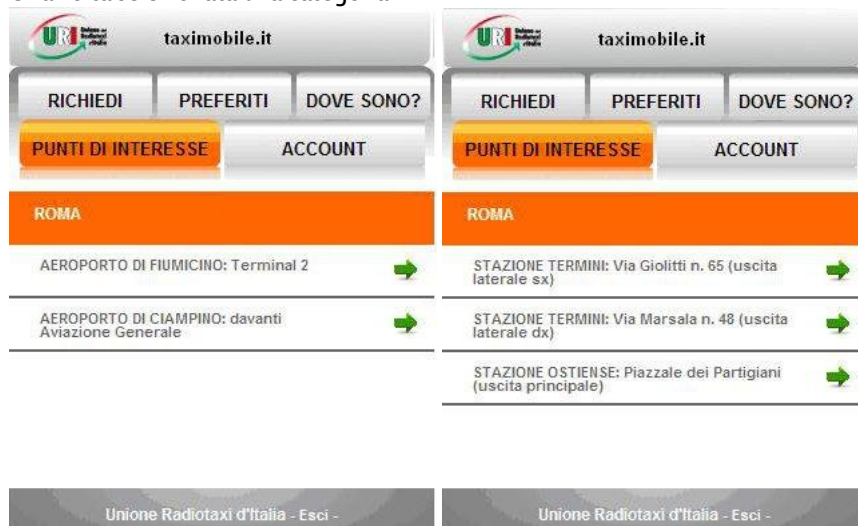 URI taximobile.it
RICHIEDI PREFERITI DOVE SONO?
PUNTI DI INTERESSE ACCOUNT
ROMA
AEROPORTO DI FIUMICINO: Terminal 2
AEROPORTO DI CIAMPINO: davanti
Aviazione Generale
Unione Radiotaxi d'Italia - Esci -
URI taximobile.it
RICHIEDI PREFERITI DOVE SONO?
PUNTI DI INTERESSE ACCOUNT
ROMA
STAZIONE TERMINI: Via Giolitti n. 65 (uscita
laterale sx)
STAZIONE TERMINI: Via Marsala n. 48 (uscita
laterale dx)
STAZIONE OSTIENSE: Piazzale dei Partigiani
(uscita principale)
Unione Radiotaxi d'Italia - Esci -